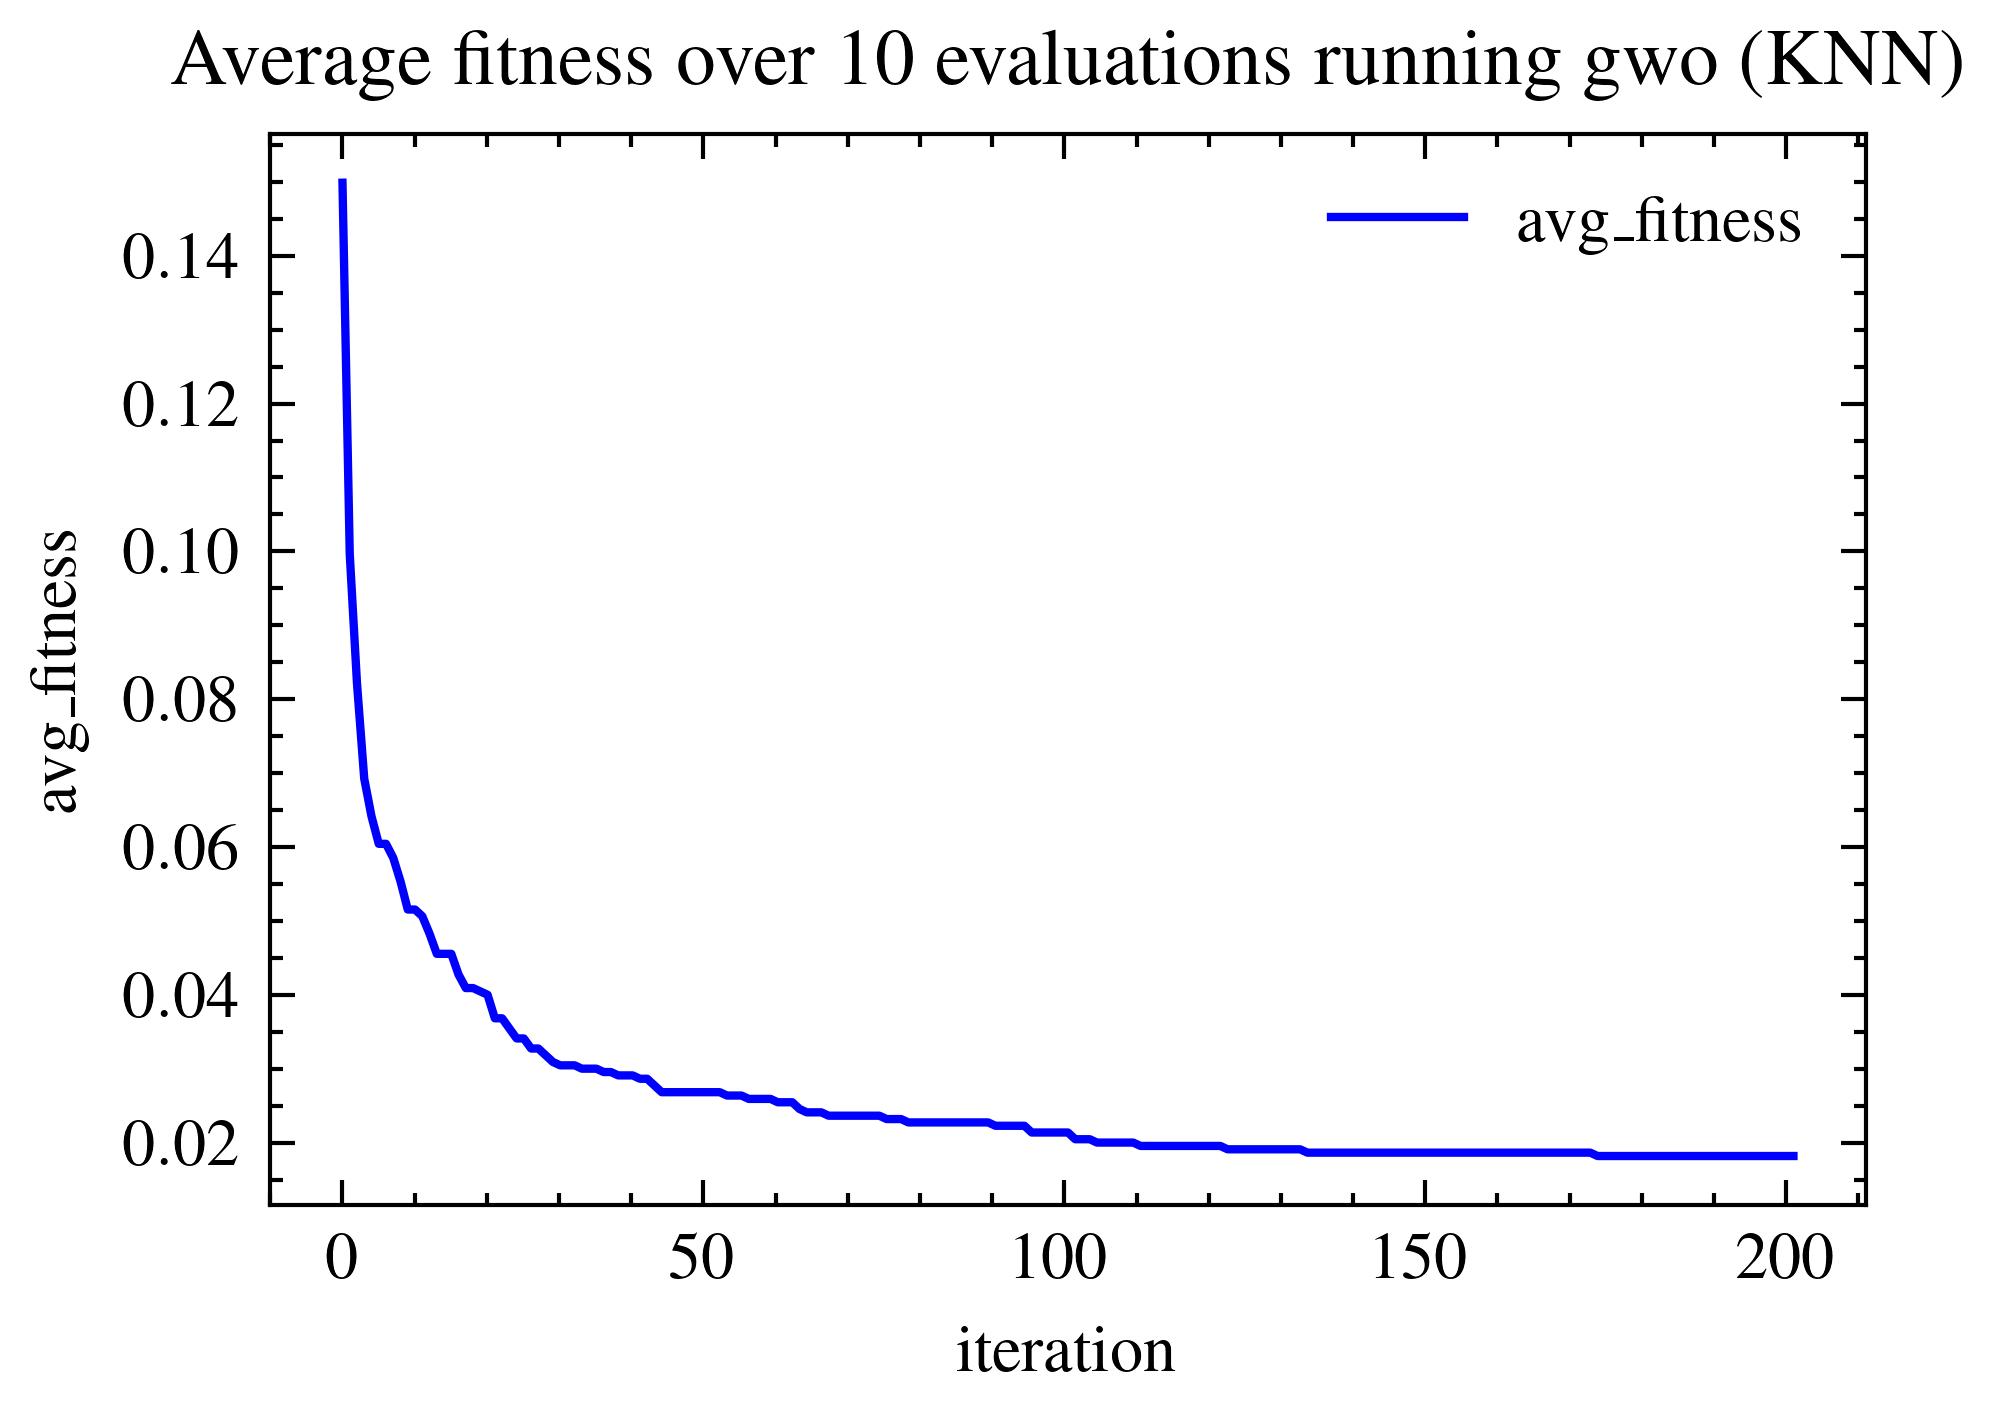 Average fitness over 10 evaluations running gwo (KNN)
avg_fitness
0.14
0.12
0.10
0.08
0.06
0.04
0.02
avg_fitness
0 50 100 150 200
iteration